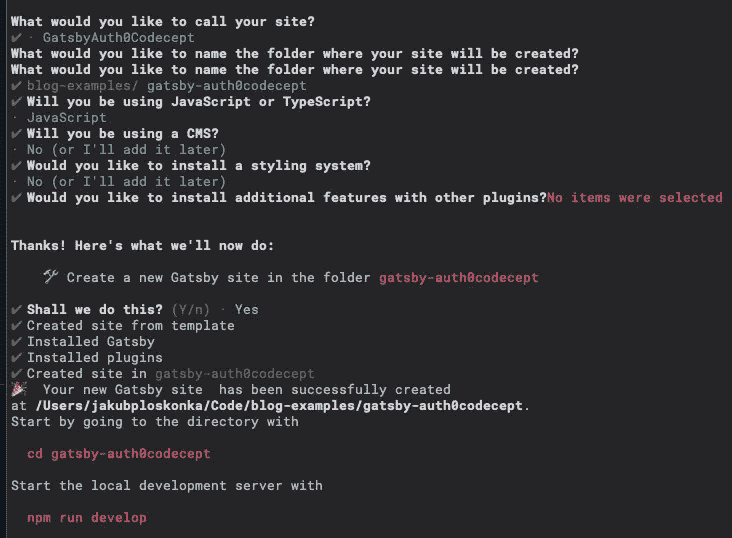 What would you like to call your site?
✔ · GatsbyAuth0Codecept
What would you like to name the folder where your site will be created?
What would you like to name the folder where your site will be created?
✔ blog-examples/ gatsby-auth0codecept
✔ Will you be using JavaScript or TypeScript?
· JavaScript
✔ Will you be using a CMS?
· No (or I'll add it later)
✔ Would you like to install a styling system?
· No (or I'll add it later)
✔ Would you like to install additional features with other plugins?No items were selected
Thanks! Here's what we'll now do:
🛠 Create a new Gatsby site in the folder gatsby-auth0codecept
✔ Shall we do this? (Y/n) · Yes
✔ Created site from template
✔ Installed Gatsby
✔ Installed plugins
✔ Created site in gatsby-auth0codecept
🎉 Your new Gatsby site has been successfully created
at /Users/jakubploskonka/Code/blog-examples/gatsby-auth0codecept.
Start by going to the directory with
cd gatsby-auth0codecept
Start the local development server with
npm run develop